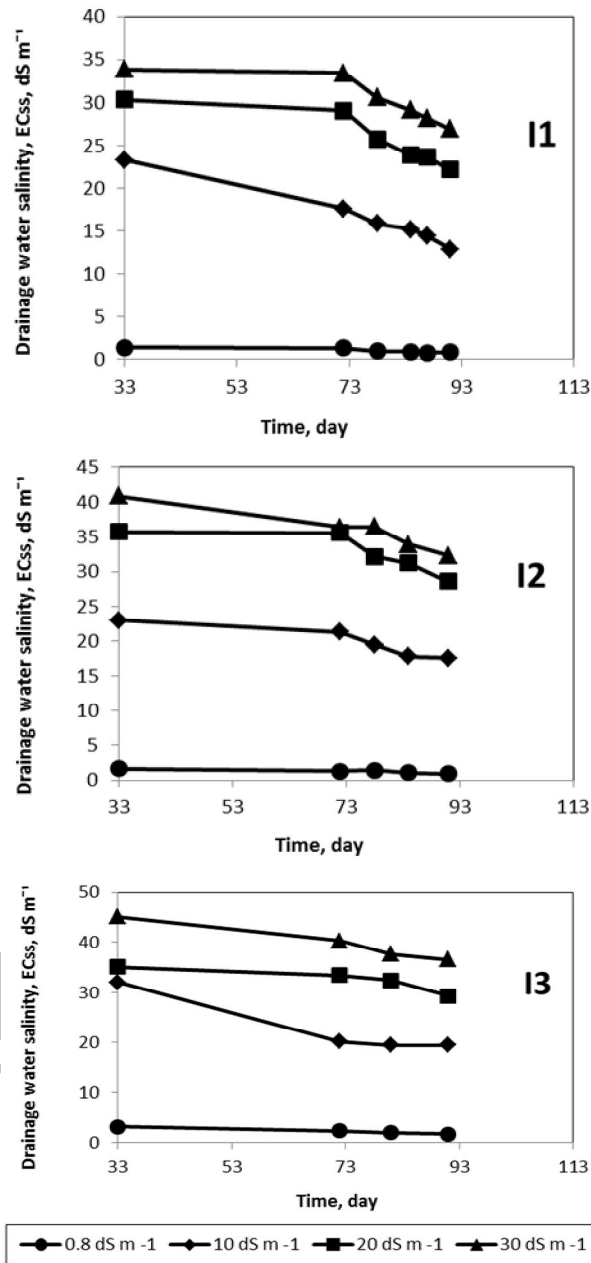 Drainage water salinity, ECss, dS m⁻¹
40
35
30
25
20
15
10
5
0
I1
33 53 73 93 113
Time, day
Drainage water salinity, ECss, dS m⁻¹
45
40
35
30
25
20
15
10
5
0
I2
33 53 73 93 113
Time, day
Drainage water salinity, ECss, dS m⁻¹
50
40
30
20
10
0
I3
33 53 73 93 113
Time, day
0.8 dS m -1 10 dS m -1 20 dS m -1 30 dS m -1